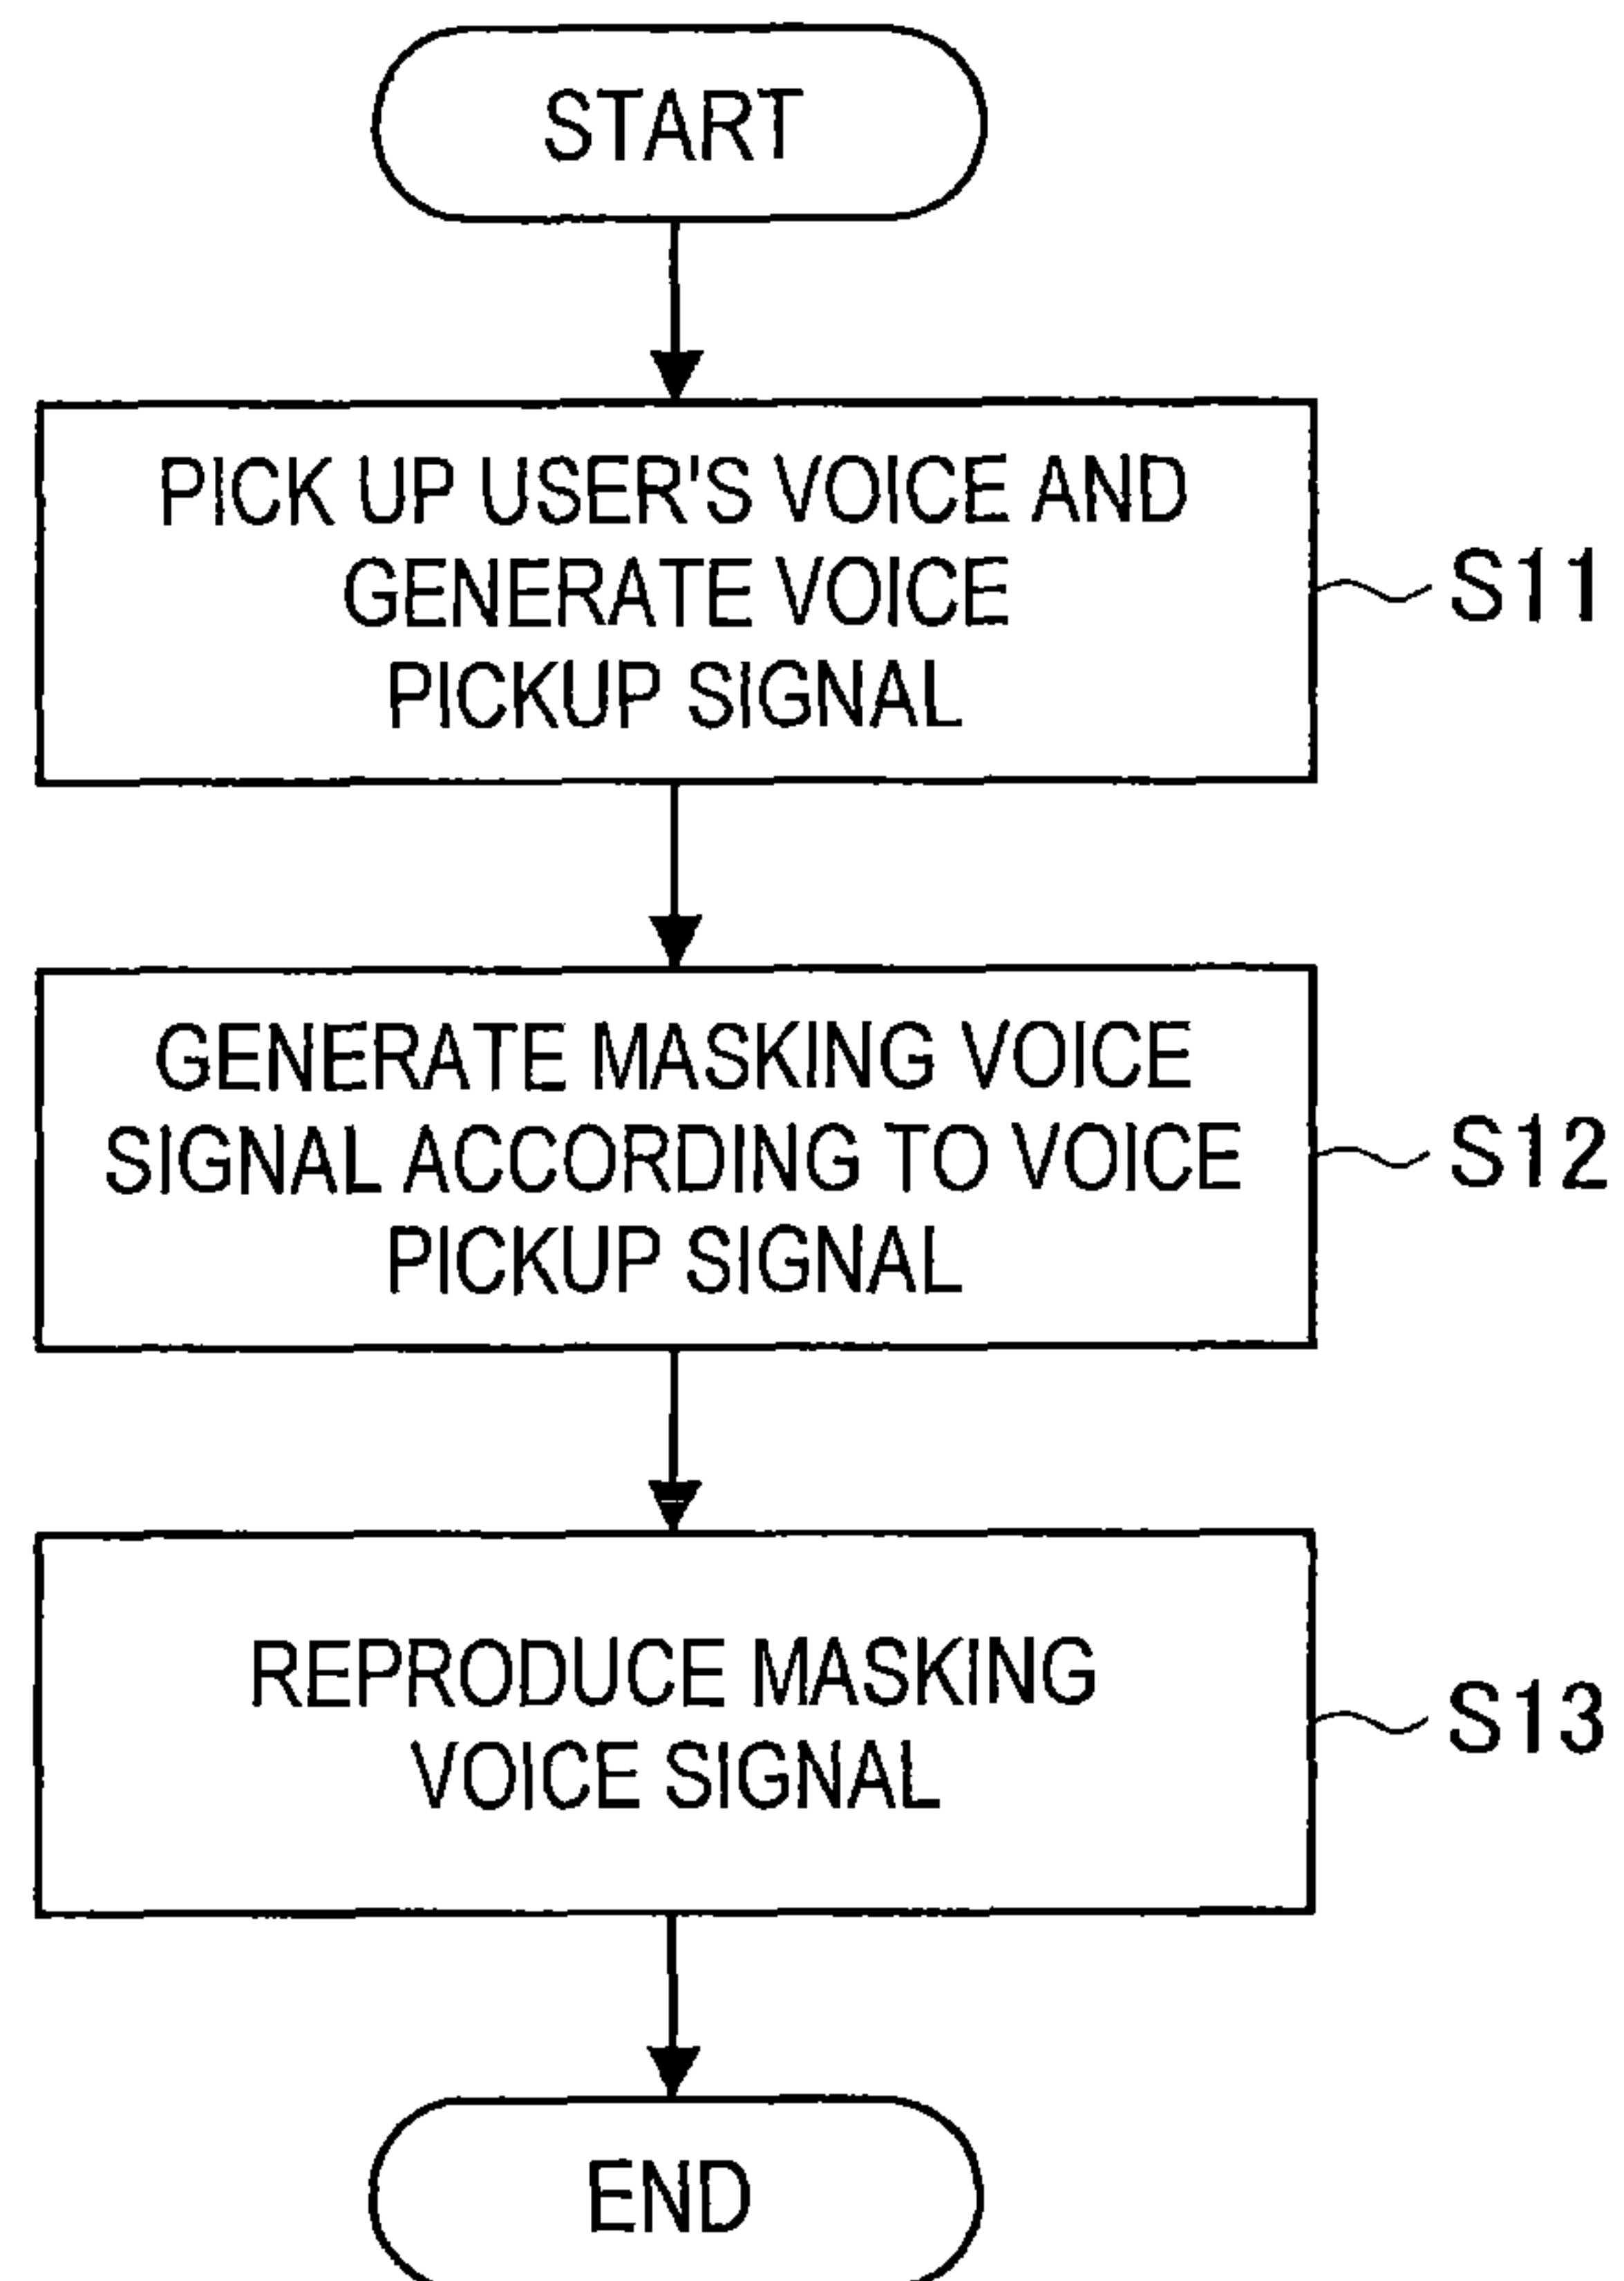 START
PICK UP USER'S VOICE AND
GENERATE VOICE
PICKUP SIGNAL
S11
GENERATE MASKING VOICE
SIGNAL ACCORDING TO VOICE
PICKUP SIGNAL
S12
REPRODUCE MASKING
VOICE SIGNAL
S13
END